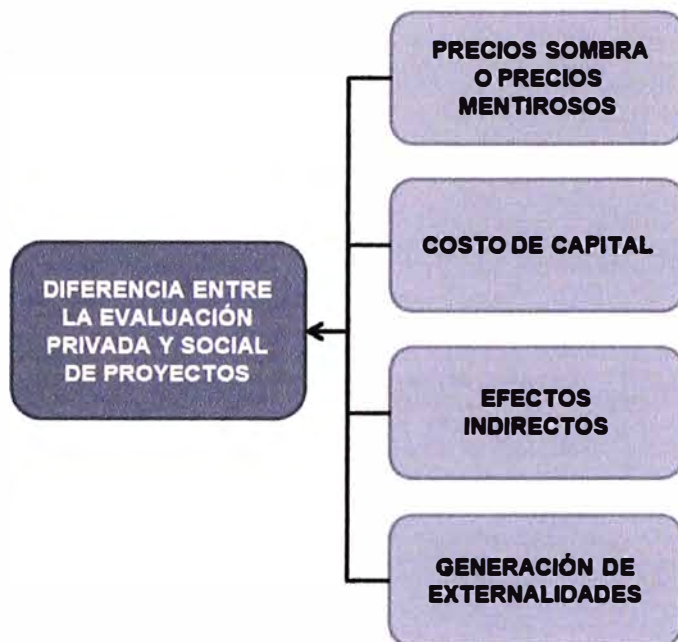 DIFERENCIA ENTRE
LA EVALUACIÓN
PRIVADA Y SOCIAL
DE PROYECTOS
PRECIOS SOMBRA
O PRECIOS
MENTIROSOS
COSTO DE CAPITAL
EFECTOS
INDIRECTOS
GENERACIÓN DE
EXTERNALIDADES